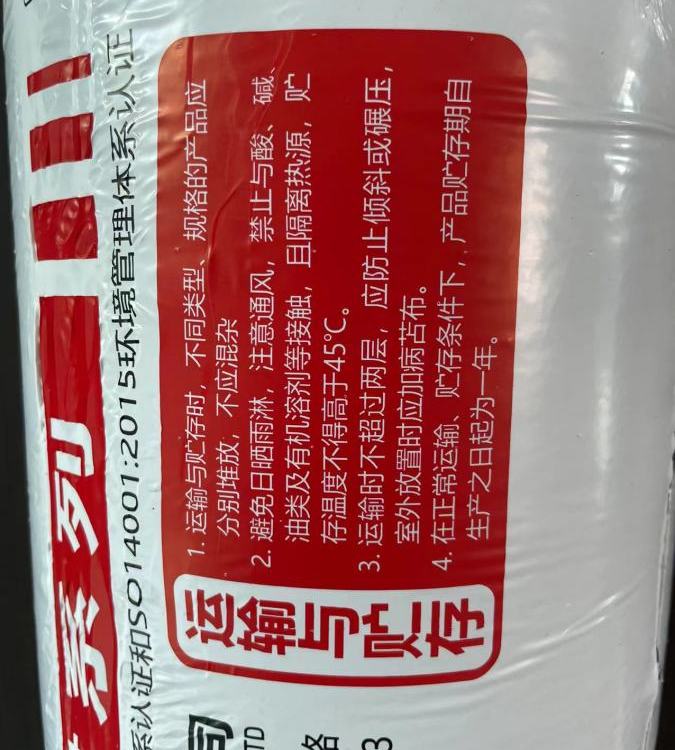 系列
系认证和SO14001:2015环境管理体系认证
运输与贮存
1. 运输与贮存时，不同类型、规格的产品应
分别堆放，不应混杂
2. 避免日晒雨淋，注意通风，禁止与酸、碱、
油类及有机溶剂等接触，且隔离热源，贮
存温度不得高于45℃。
3. 运输时不超过两层，应防止倾斜或碾压，
室外放置时应加病苫布。
4. 在正常运输、贮存条件下，产品贮存期自
生产之日起为一年。
司
TD
格
3